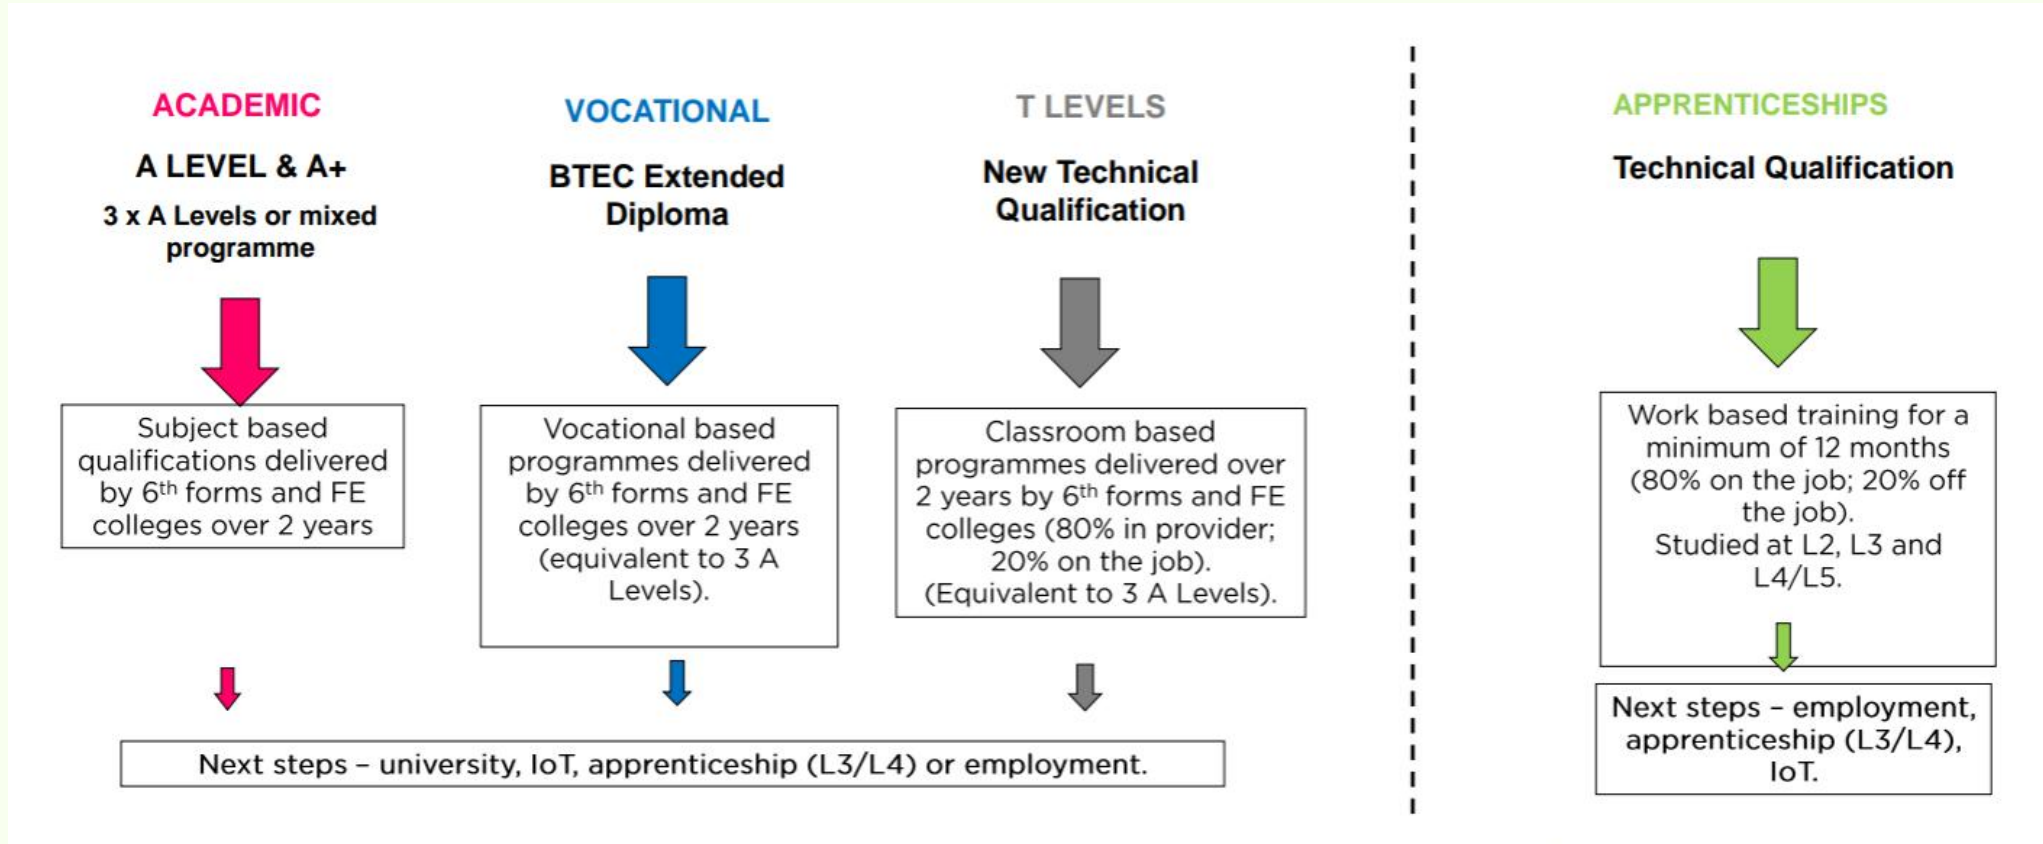 ACADEMIC
A LEVEL & A+
3 x A Levels or mixed
programme
Subject based
qualifications delivered
by 6th forms and FE
colleges over 2 years
VOCATIONAL
BTEC Extended
Diploma
Vocational based
programmes delivered
by 6th forms and FE
colleges over 2 years
(equivalent to 3 A
Levels).
T LEVELS
New Technical
Qualification
Classroom based
programmes delivered over
2 years by 6th forms and FE
colleges (80% in provider;
20% on the job).
(Equivalent to 3 A Levels).
Next steps – university, IoT, apprenticeship (L3/L4) or employment.
APPRENTICESHIPS
Technical Qualification
Work based training for a
minimum of 12 months
(80% on the job; 20% off
the job).
Studied at L2, L3 and
L4/L5.
Next steps – employment,
apprenticeship (L3/L4),
IoT.